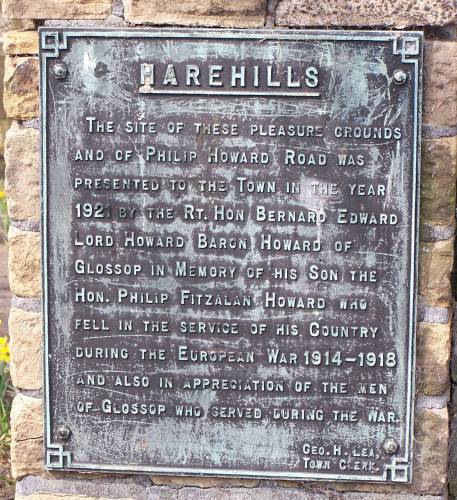 HAREHILLS
THE SITE OF THESE PLEASURE GROUNDS
AND OF PHILIP HOWARD ROAD WAS
PRESENTED TO THE TOWN IN THE YEAR
1921 BY THE RT. HON BERNARD EDWARD
LORD HOWARD BARON HOWARD OF
GLOSSOP IN MEMORY OF HIS SON THE
HON. PHILIP FITZALAN HOWARD WHO
FELL IN THE SERVICE OF HIS COUNTRY
DURING THE EUROPEAN WAR 1914-1918
AND ALSO IN APPRECIATION OF THE MEN
OF GLOSSOP WHO SERVED DURING THE WAR.
GEO. H. LEA,
TOWN CLERK.